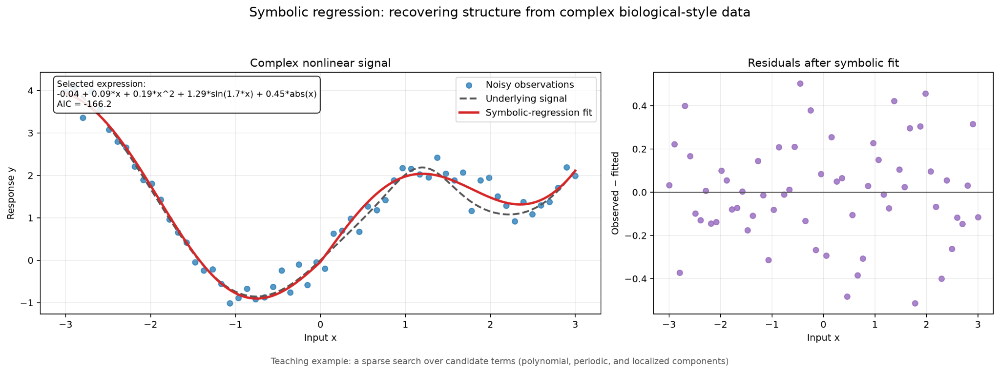 Symbolic regression: recovering structure from complex biological-style data
Complex nonlinear signal
Selected expression:
-0.04 + 0.09*x + 0.19*x^2 + 1.29*sin(1.7*x) + 0.45*abs(x)
AIC = -166.2
Noisy observations
Underlying signal
Symbolic-regression fit
4
3
2
1
0
−1
Response y
−3 −2 −1 0 1 2 3
Input x
Residuals after symbolic fit
0.4
0.2
0.0
−0.2
−0.4
Observed − fitted
−3 −2 −1 0 1 2 3
Input x
Teaching example: a sparse search over candidate terms (polynomial, periodic, and localized components)